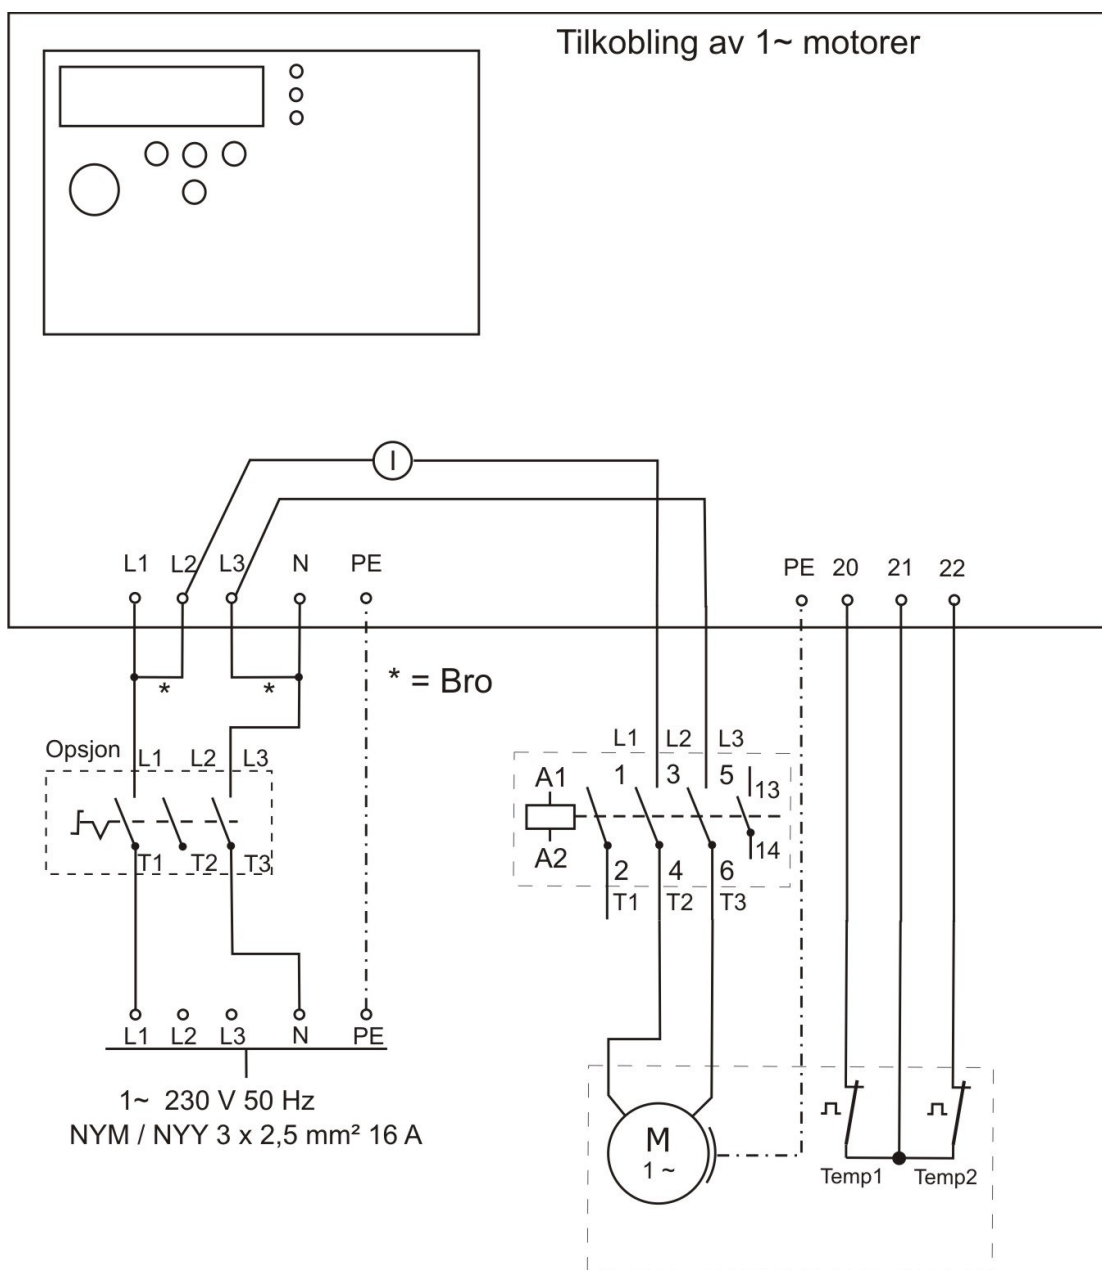 Tilkobling av 1~ motorer
I
L1 L2 L3 N PE
PE 20 21 22
* *
* = Bro
Opsjon
L1 L2 L3
L1 L2 L3
A1 1 3 5 13
A2 2 4 6 14
T1 T2 T3
T1 T2 T3
L1 L2 L3 N PE
1~ 230 V 50 Hz
NYM / NYY 3 x 2,5 mm² 16 A
M
1 ~
Temp1 Temp2